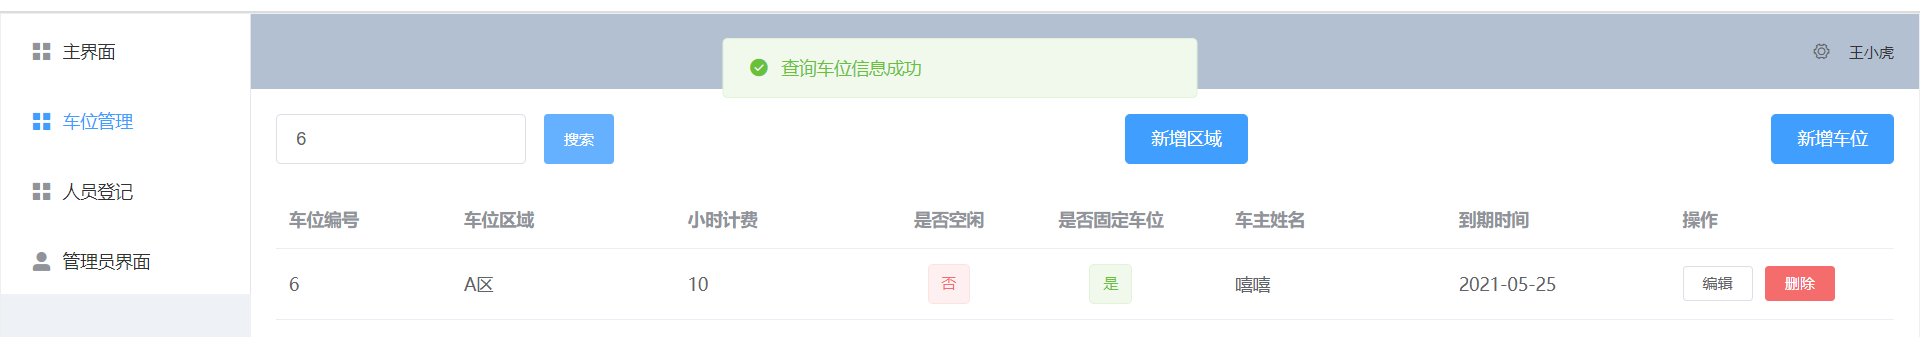 主界面
车位管理
人员登记
管理员界面
查询车位信息成功
王小虎
6 搜索 新增区域 新增车位
车位编号 车位区域 小时计费 是否空闲 是否固定车位 车主姓名 到期时间 操作
6 A区 10 否 是 嘻嘻 2021-05-25 编辑 删除